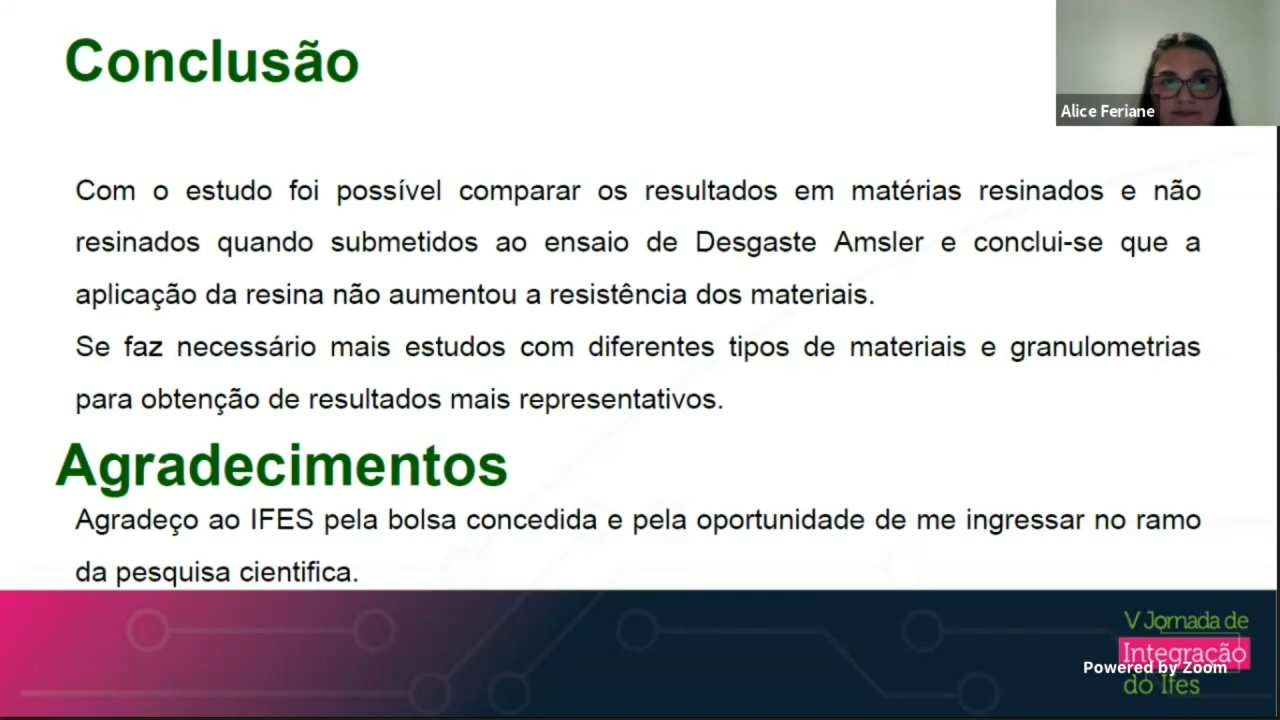 Conclusão
Alice Feriane
Com o estudo foi possível comparar os resultados em matérias resinados e não
resinados quando submetidos ao ensaio de Desgaste Amsler e conclui-se que a
aplicação da resina não aumentou a resistência dos materiais.
Se faz necessário mais estudos com diferentes tipos de materiais e granulometrias
para obtenção de resultados mais representativos.
Agradecimentos
Agradeço ao IFES pela bolsa concedida e pela oportunidade de me ingressar no ramo
da pesquisa cientifica.
V Jornada de
Integração
Powered by Zoom
do Ifes